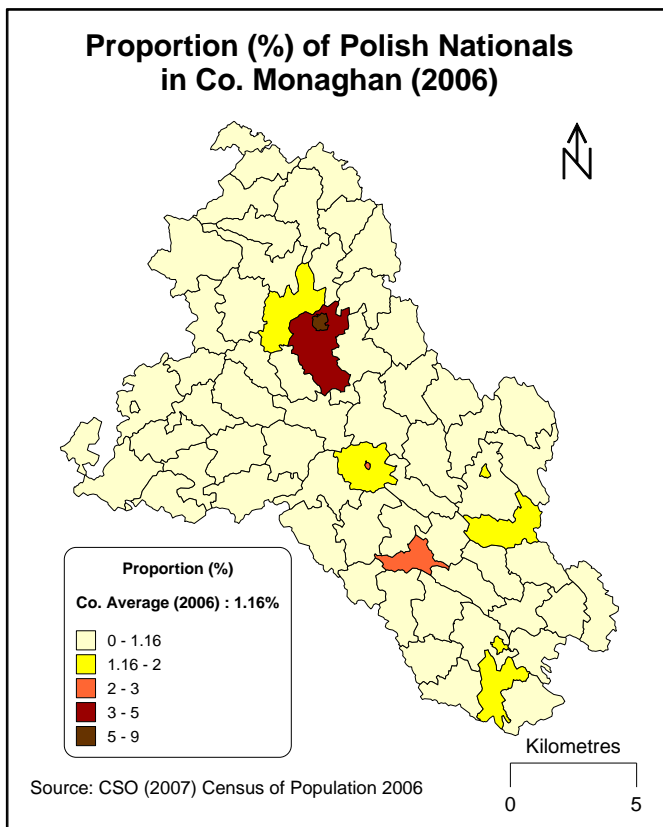 Proportion (%) of Polish Nationals
in Co. Monaghan (2006)
N
Proportion (%)
Co. Average (2006) : 1.16%
0 - 1.16
1.16 - 2
2 - 3
3 - 5
5 - 9
Kilometres
0 5
Source: CSO (2007) Census of Population 2006